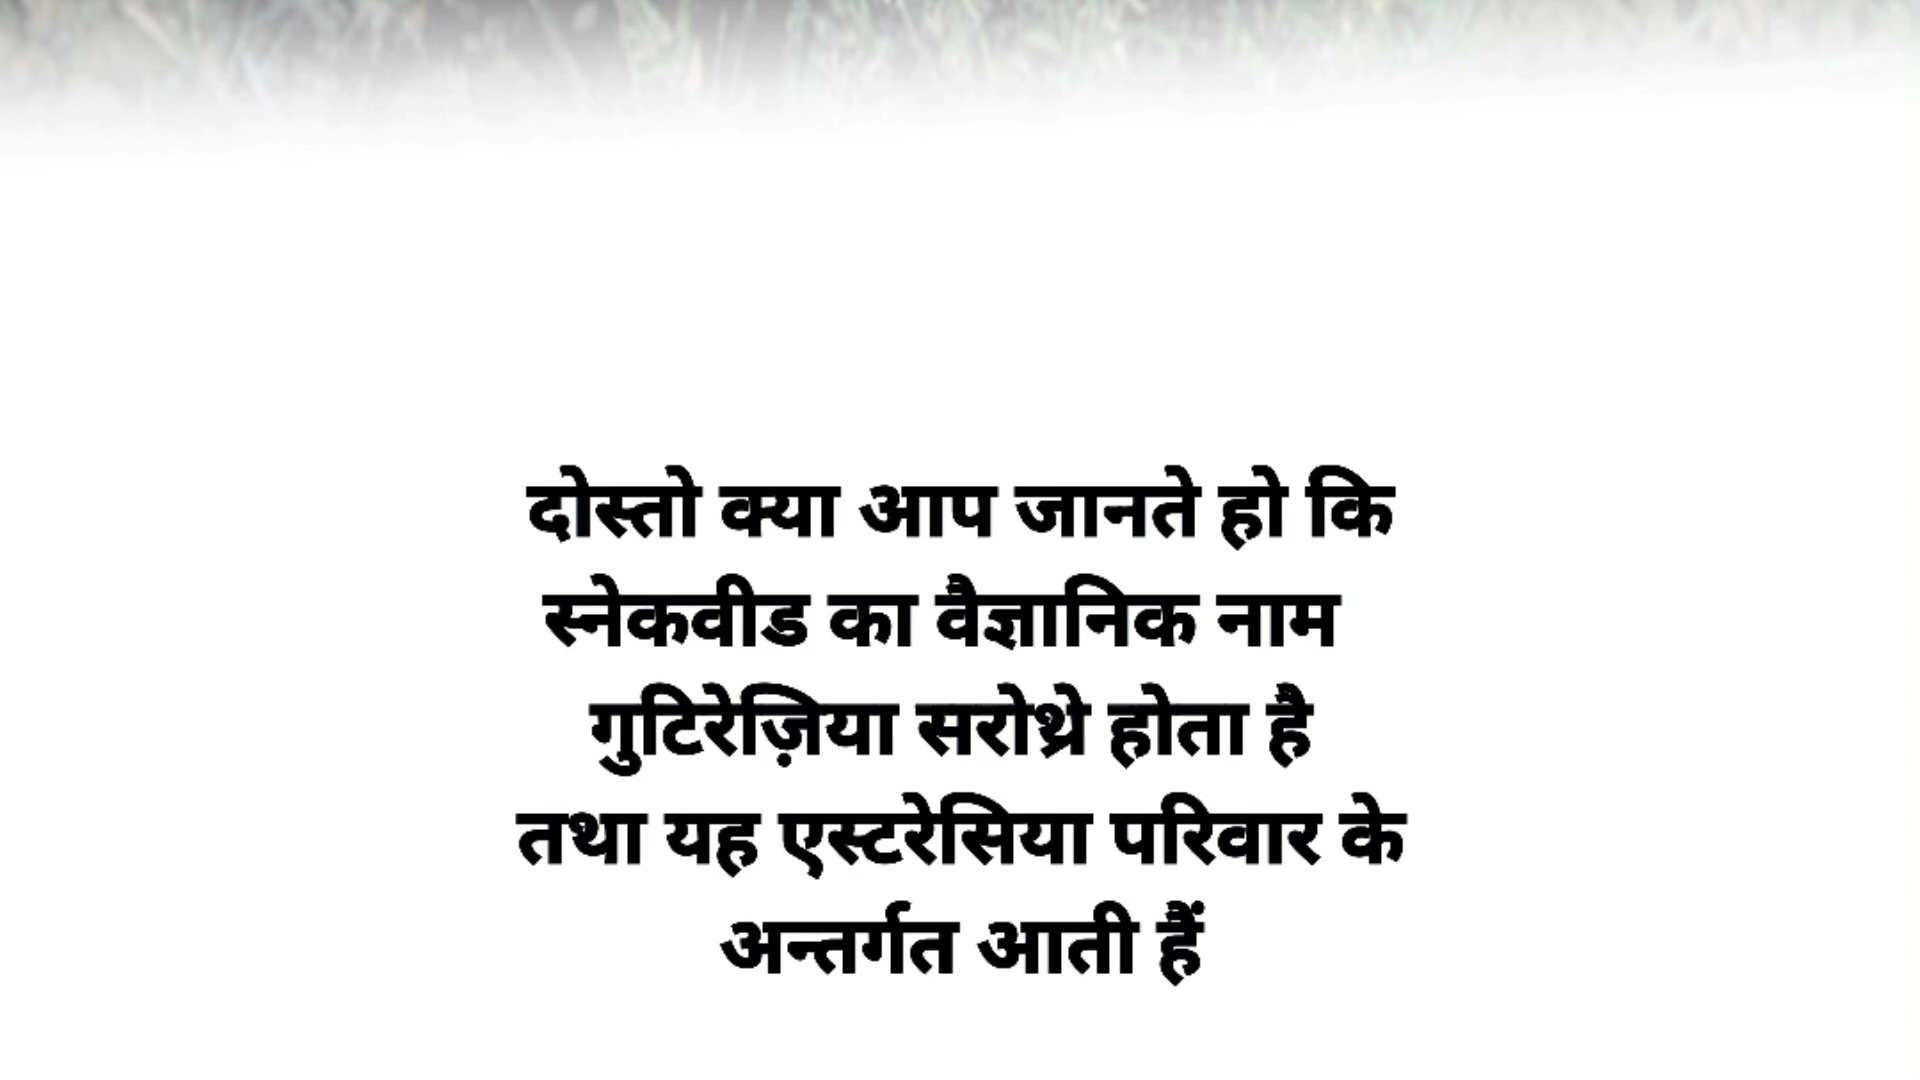 दोस्तो क्या आप जानते हो कि
स्नेकवीड का वैज्ञानिक नाम
गुटिरेज़िया सरोथ्रे होता है
तथा यह एस्टरेसिया परिवार के
अन्तर्गत आती हैं